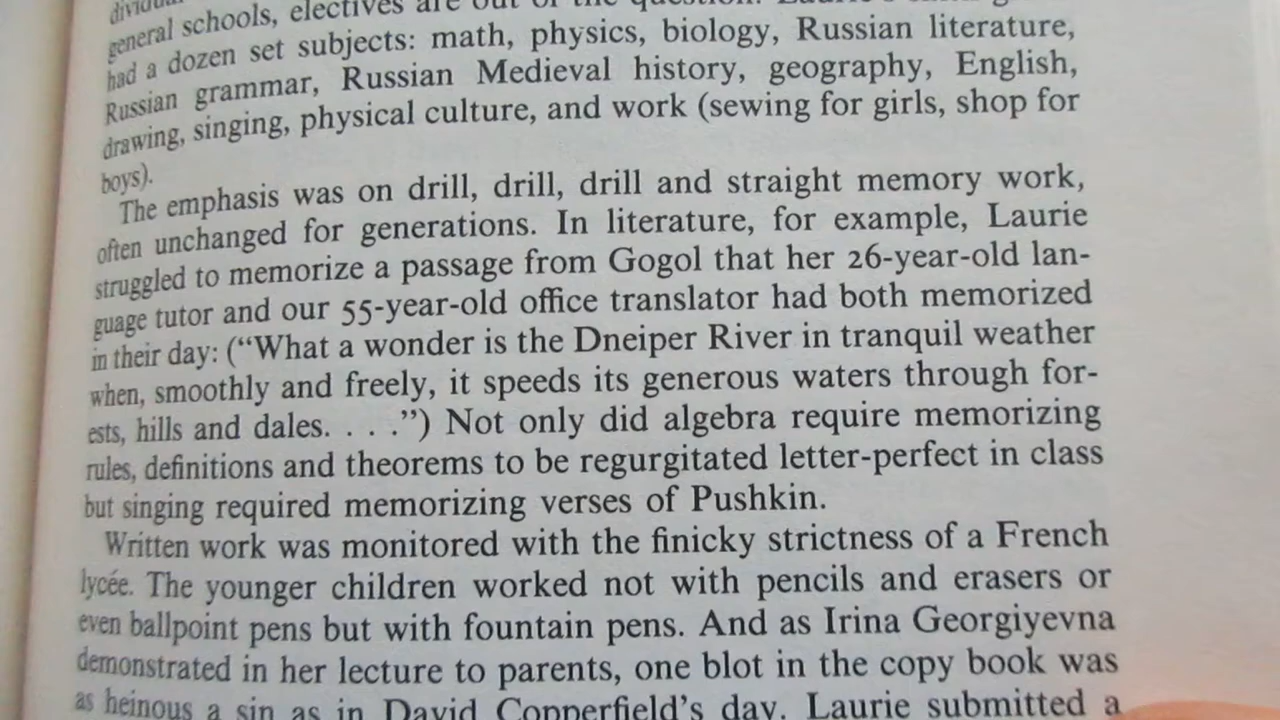 general schools, electives are out of the question. Laurie's
had a dozen set subjects: math, physics, biology, Russian literature,
Russian grammar, Russian Medieval history, geography, English,
drawing, singing, physical culture, and work (sewing for girls, shop for
boys).
The emphasis was on drill, drill, drill and straight memory work,
often unchanged for generations. In literature, for example, Laurie
struggled to memorize a passage from Gogol that her 26-year-old lan-
guage tutor and our 55-year-old office translator had both memorized
in their day: (“What a wonder is the Dneiper River in tranquil weather
when, smoothly and freely, it speeds its generous waters through for-
ests, hills and dales. . . .”) Not only did algebra require memorizing
rules, definitions and theorems to be regurgitated letter-perfect in class
but singing required memorizing verses of Pushkin.
Written work was monitored with the finicky strictness of a French
lycée. The younger children worked not with pencils and erasers or
even ballpoint pens but with fountain pens. And as Irina Georgiyevna
demonstrated in her lecture to parents, one blot in the copy book was
as heinous a sin as in David Copperfield's day. Laurie submitted a